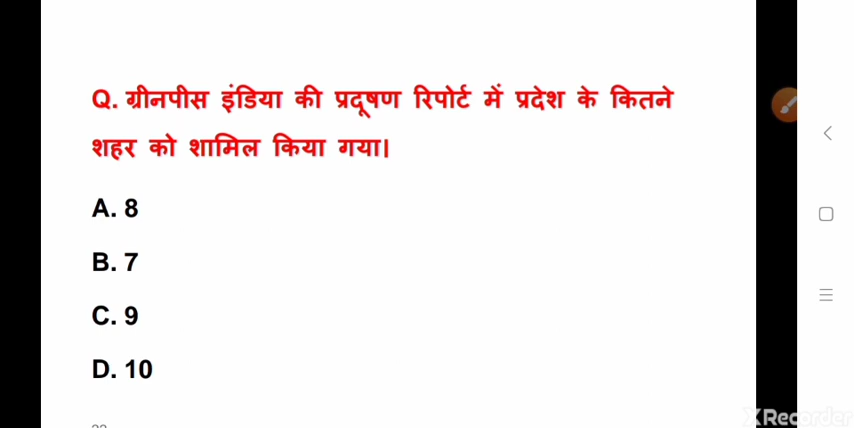 Q. ग्रीनपीस इंडिया की प्रदूषण रिपोर्ट में प्रदेश के कितने
शहर को शामिल किया गया।
A. 8
B. 7
C. 9
D. 10
XRecorder